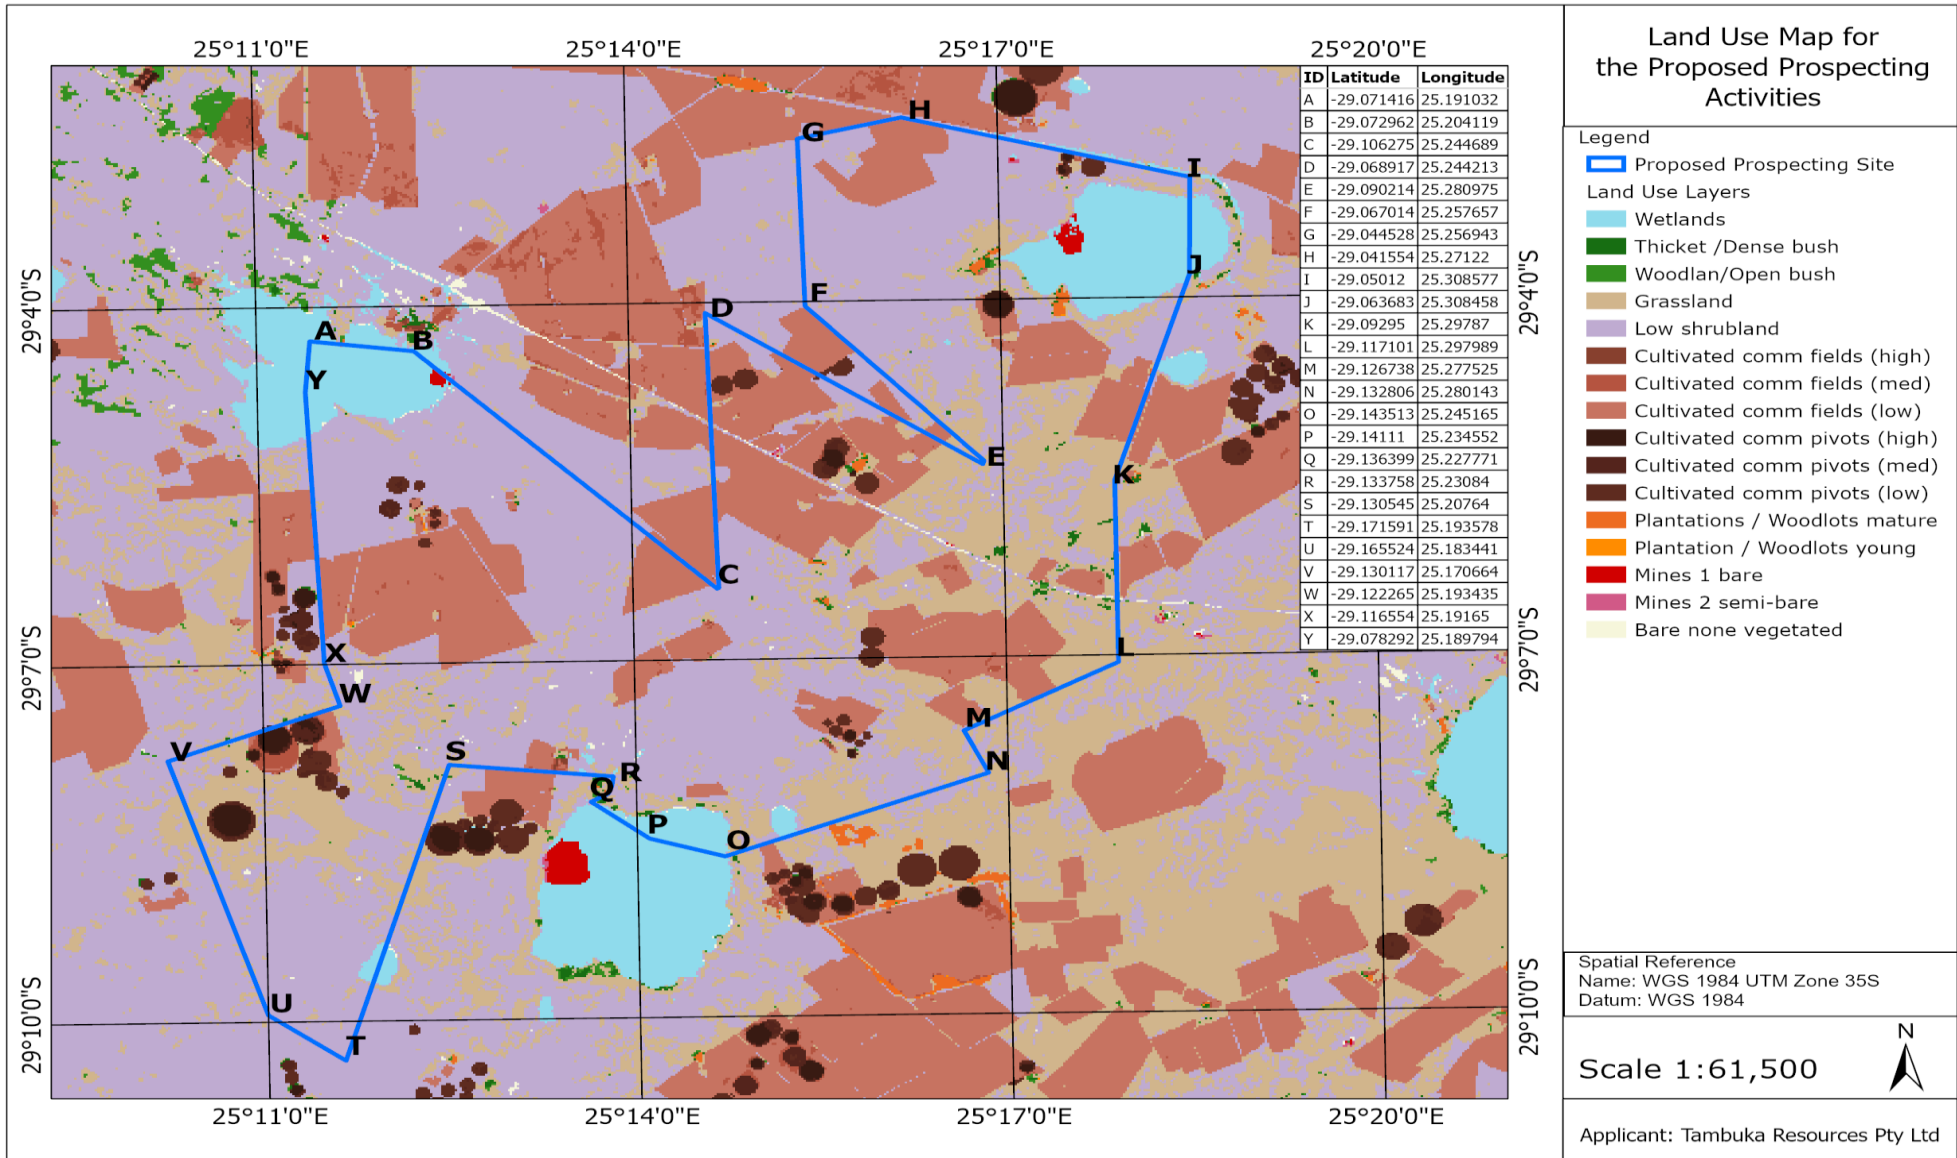 25°11'0"E 25°14'0"E 25°17'0"E 25°20'0"E
29°4'0"S
29°7'0"S
29°10'0"S
A
B
C
D
E
F
G
H
I
J
K
L
M
N
O
P
Q
R
S
T
U
V
W
X
Y
ID Latitude Longitude
A -29.071416 25.191032
B -29.072962 25.204119
C -29.106275 25.244689
D -29.068917 25.244213
E -29.090214 25.280975
F -29.067014 25.257657
G -29.044528 25.256943
H -29.041554 25.27122
I -29.05012 25.308577
J -29.063683 25.308458
K -29.09295 25.29787
L -29.117101 25.297989
M -29.126738 25.277525
N -29.132806 25.280143
O -29.143513 25.245165
P -29.14111 25.234552
Q -29.136399 25.227771
R -29.133758 25.23084
S -29.130545 25.20764
T -29.171591 25.193578
U -29.165524 25.183441
V -29.130117 25.170664
W -29.122265 25.193435
X -29.116554 25.19165
Y -29.078292 25.189794
29°4'0"S
29°7'0"S
29°10'0"S
25°11'0"E 25°14'0"E 25°17'0"E 25°20'0"E
Land Use Map for
the Proposed Prospecting
Activities
Legend
Proposed Prospecting Site
Land Use Layers
Wetlands
Thicket /Dense bush
Woodlan/Open bush
Grassland
Low shrubland
Cultivated comm fields (high)
Cultivated comm fields (med)
Cultivated comm fields (low)
Cultivated comm pivots (high)
Cultivated comm pivots (med)
Cultivated comm pivots (low)
Plantations / Woodlots mature
Plantation / Woodlots young
Mines 1 bare
Mines 2 semi-bare
Bare none vegetated
Spatial Reference
Name: WGS 1984 UTM Zone 35S
Datum: WGS 1984
Scale 1:61,500
N
Applicant: Tambuka Resources Pty Ltd